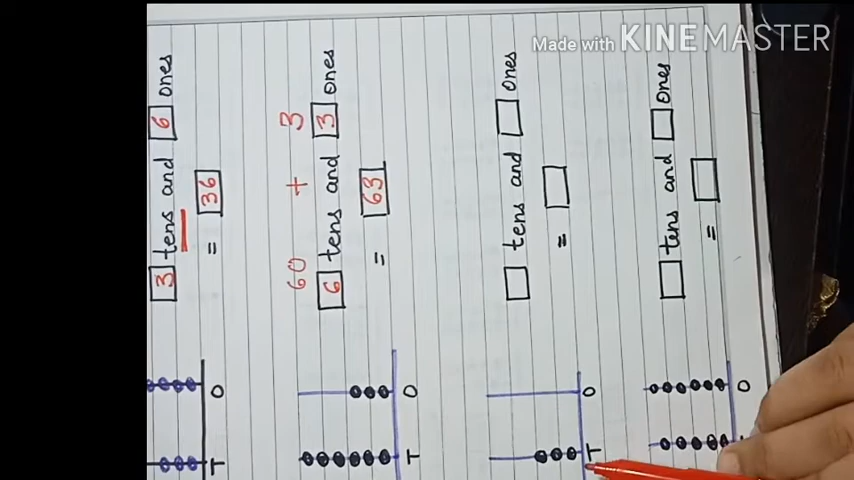 Made with KINEMASTER
3 tens and 6 ones
= 36
T O
60 + 3
6 tens and 3 ones
= 63
T O
tens and ones
=
T O
tens and ones
=
O